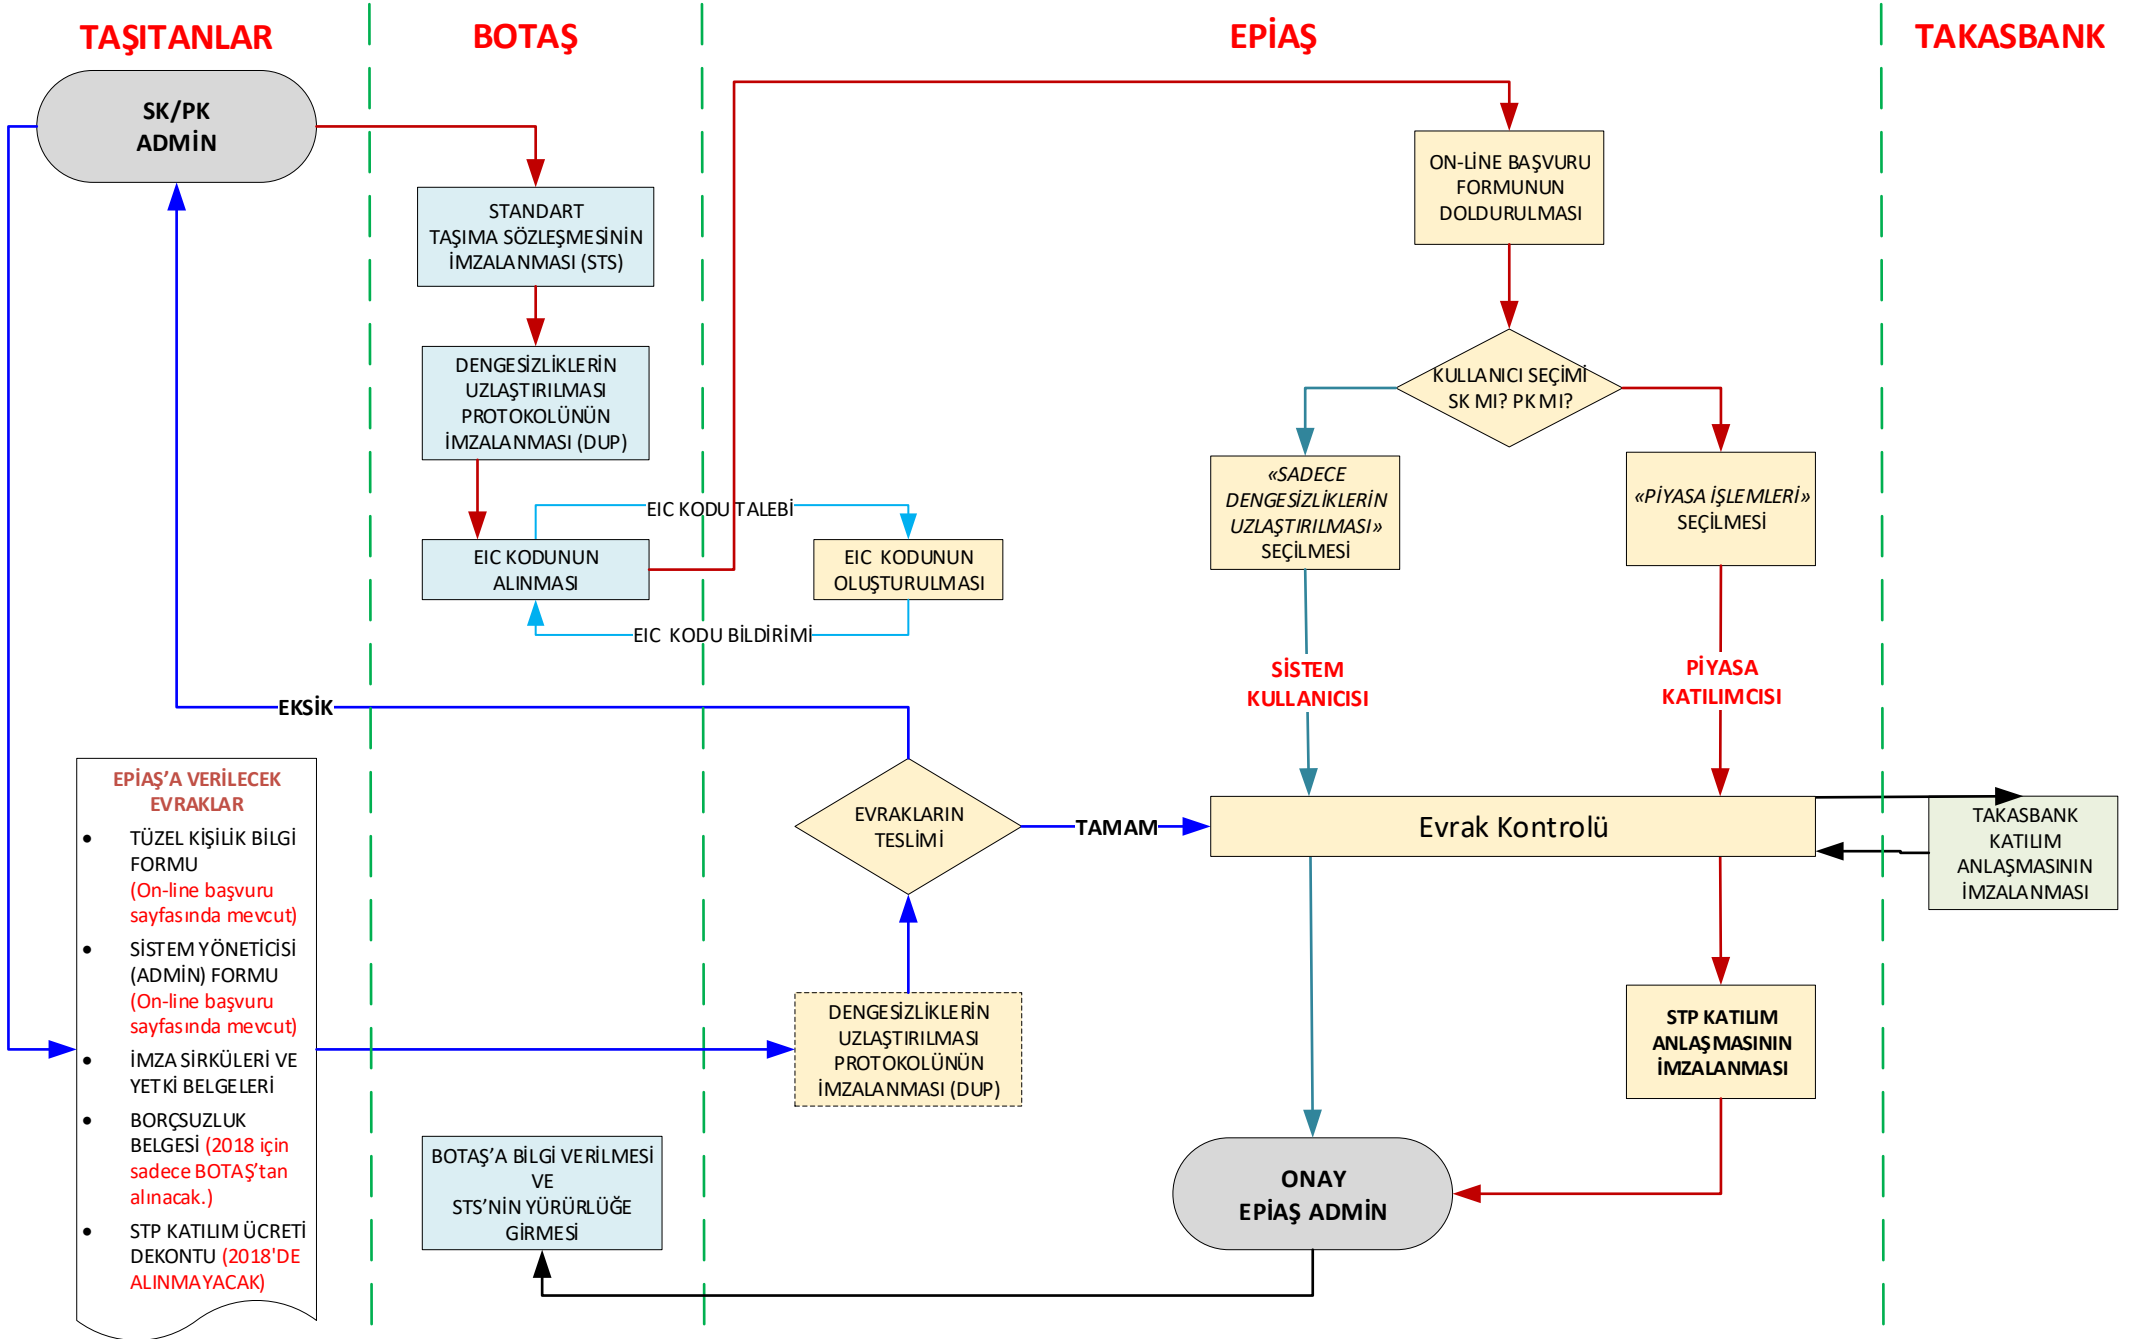 TAŞITANLAR
BOTAŞ
EPİAŞ
TAKASBANK
SK/PK
ADMİN
STANDART
TAŞIMA SÖZLEŞMESİNİN
İMZALANMASI (STS)
DENGESİZLİKLERİN
UZLAŞTIRILMASI
PROTOKOLÜNÜN
İMZALANMASI (DUP)
EIC KODUNUN
ALINMASI
EIC KODU TALEBİ
EIC KODUNUN
OLUŞTURULMASI
EIC KODU BİLDİRİMİ
ON-LİNE BAŞVURU
FORMUNUN
DOLDURULMASI
KULLANICI SEÇİMİ
SK MI? PK MI?
«SADECE
DENGESİZLİKLERİN
UZLAŞTIRILMASI»
SEÇİLMESİ
«PİYASA İŞLEMLERİ»
SEÇİLMESİ
SİSTEM
KULLANICISI
PİYASA
KATILIMCISI
EKSİK
EPİAŞ’A VERİLECEK
EVRAKLAR
• TÜZEL KİŞİLİK BİLGİ
FORMU
(On-line başvuru
sayfasında mevcut)
• SİSTEM YÖNETİCİSİ
(ADMİN) FORMU
(On-line başvuru
sayfasında mevcut)
• İMZA SİRKÜLERİ VE
YETKİ BELGELERİ
• BORÇSUZLUK
BELGESİ (2018 için
sadece BOTAŞ’tan
alınacak.)
• STP KATILIM ÜCRETİ
DEKONTU (2018'DE
ALINMAYACAK)
EVRAKLARIN
TESLİMİ
TAMAM
Evrak Kontrolü
TAKASBANK
KATILIM
ANLAŞMASININ
İMZALANMASI
DENGESİZLİKLERİN
UZLAŞTIRILMASI
PROTOKOLÜNÜN
İMZALANMASI (DUP)
STP KATILIM
ANLAŞMASININ
İMZALANMASI
BOTAŞ’A BİLGİ VERİLMESİ
VE
STS’NİN YÜRÜRLÜĞE
GİRMESİ
ONAY
EPİAŞ ADMİN